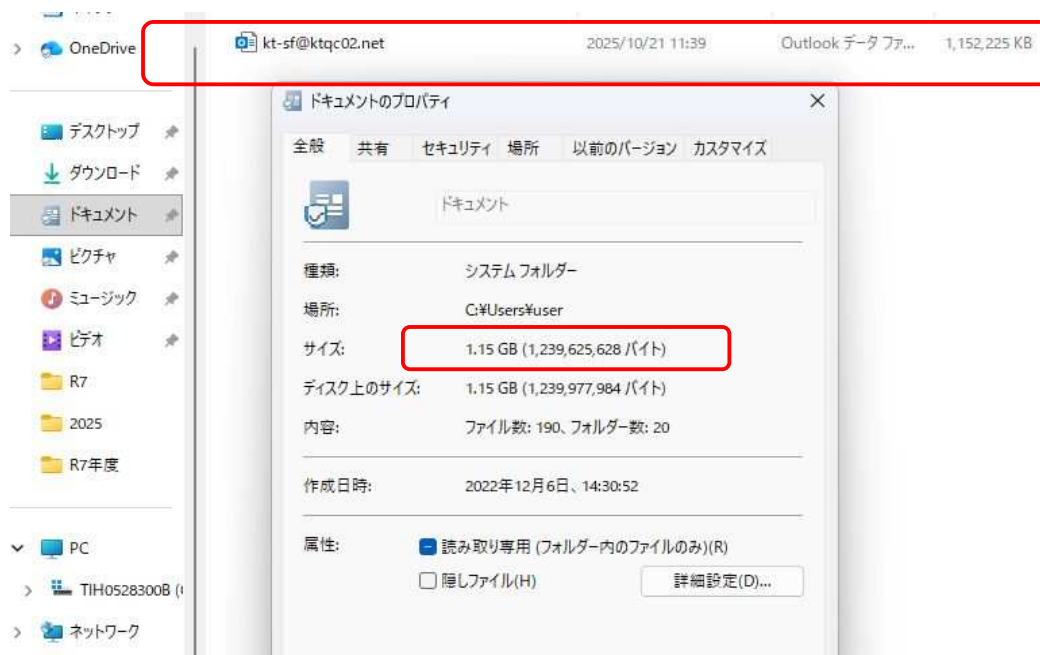 OneDrive
kt-sf@ktqc02.net 2025/10/21 11:39 Outlook データ ファ... 1,152,225 KB
ドキュメントのプロパティ
全般 共有 セキュリティ 場所 以前のバージョン カスタマイズ
デスクトップ
ダウンロード
ドキュメント
ドキュメント
ピクチャ
種類: システム フォルダー
ミュージック
場所: C:¥Users¥user
ビデオ
サイズ: 1.15 GB (1,239,625,628 バイト)
R7
ディスク上のサイズ: 1.15 GB (1,239,977,984 バイト)
2025
内容: ファイル数: 190、フォルダー数: 20
R7年度
作成日時: 2022年12月6日、14:30:52
PC
属性: 読み取り専用 (フォルダー内のファイルのみ)(R)
隠しファイル(H) 詳細設定(D)...
TIH0528300B
ネットワーク